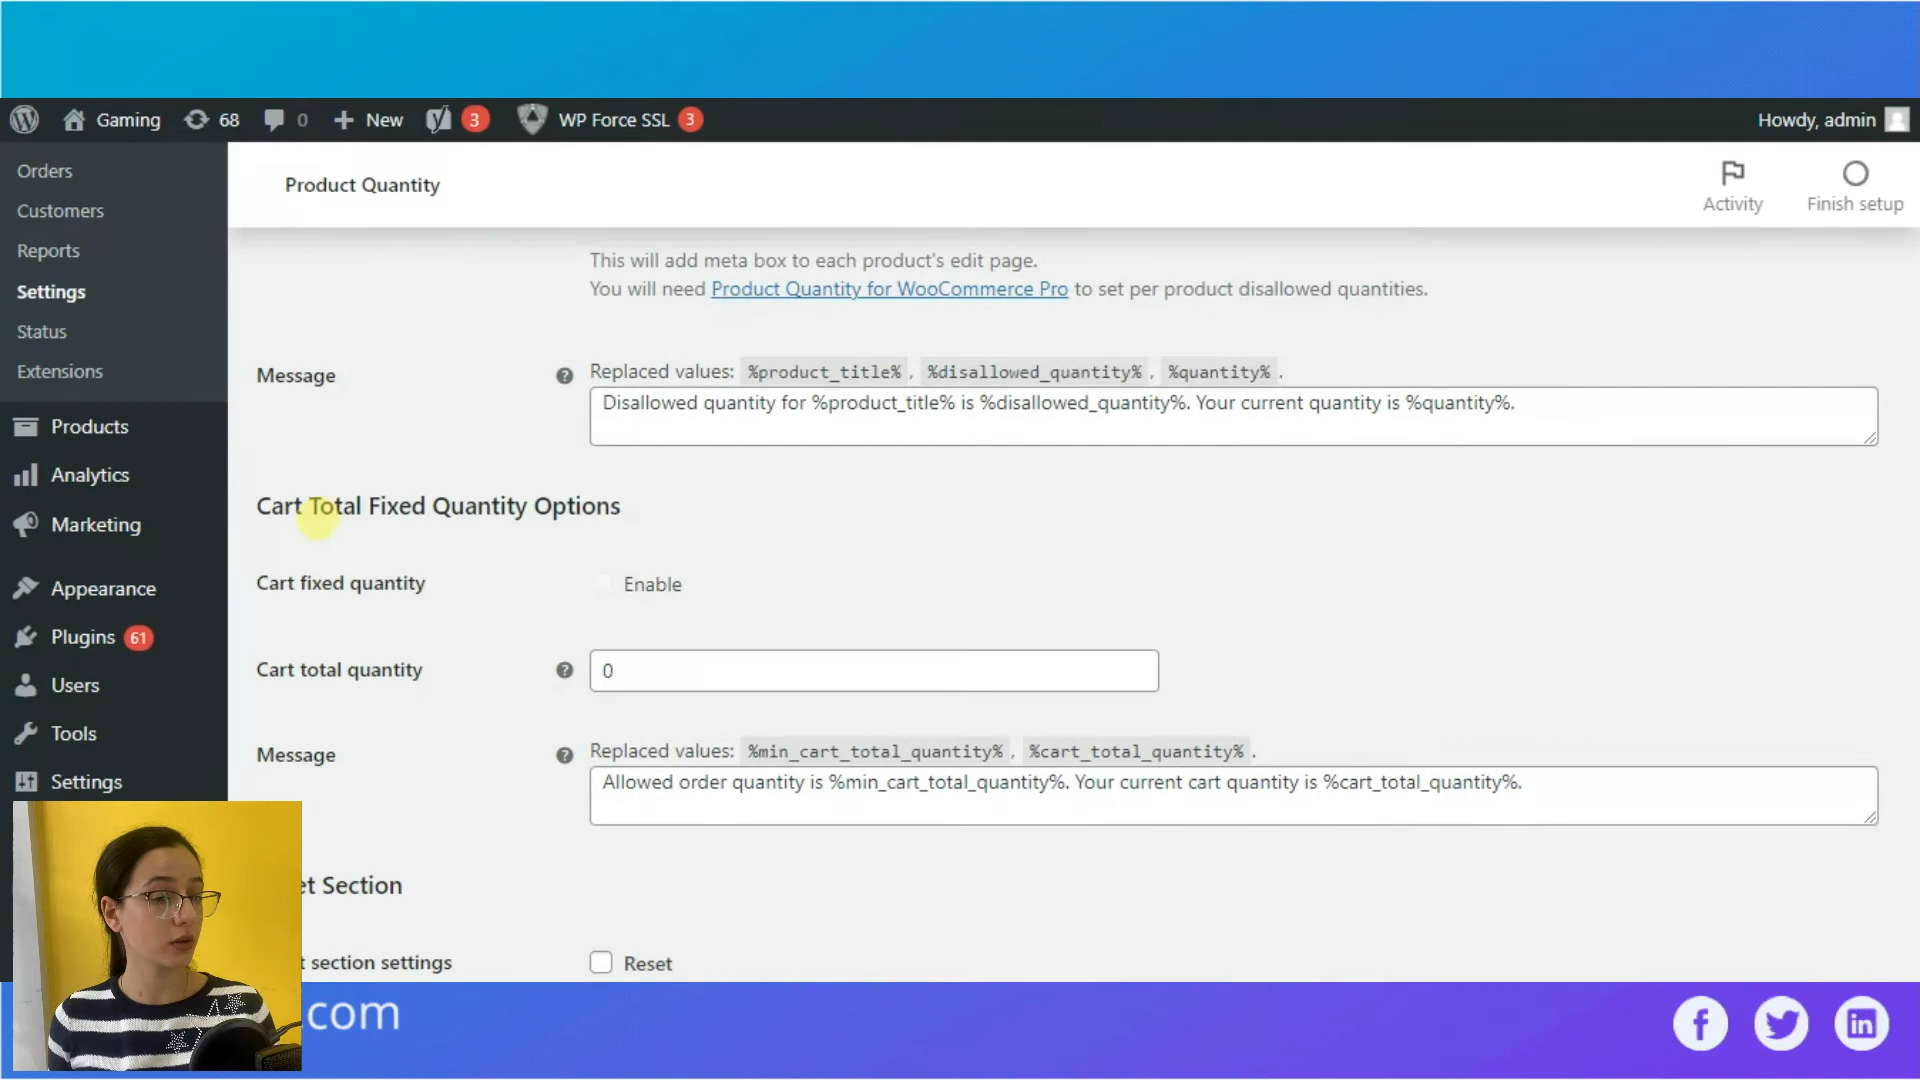 Gaming 68 0 New 3 WP Force SSL 3 Howdy, admin
Orders
Customers
Reports
Settings
Status
Extensions
Products
Analytics
Marketing
Appearance
Plugins 61
Users
Tools
Settings
Product Quantity
Activity
Finish setup
This will add meta box to each product's edit page.
You will need Product Quantity for WooCommerce Pro to set per product disallowed quantities.
Message
Replaced values: %product_title%, %disallowed_quantity%, %quantity%.
Disallowed quantity for %product_title% is %disallowed_quantity%. Your current quantity is %quantity%.
Cart Total Fixed Quantity Options
Cart fixed quantity
Enable
Cart total quantity
0
Message
Replaced values: %min_cart_total_quantity%, %cart_total_quantity%.
Allowed order quantity is %min_cart_total_quantity%. Your current cart quantity is %cart_total_quantity%.
et Section
t section settings
Reset
com